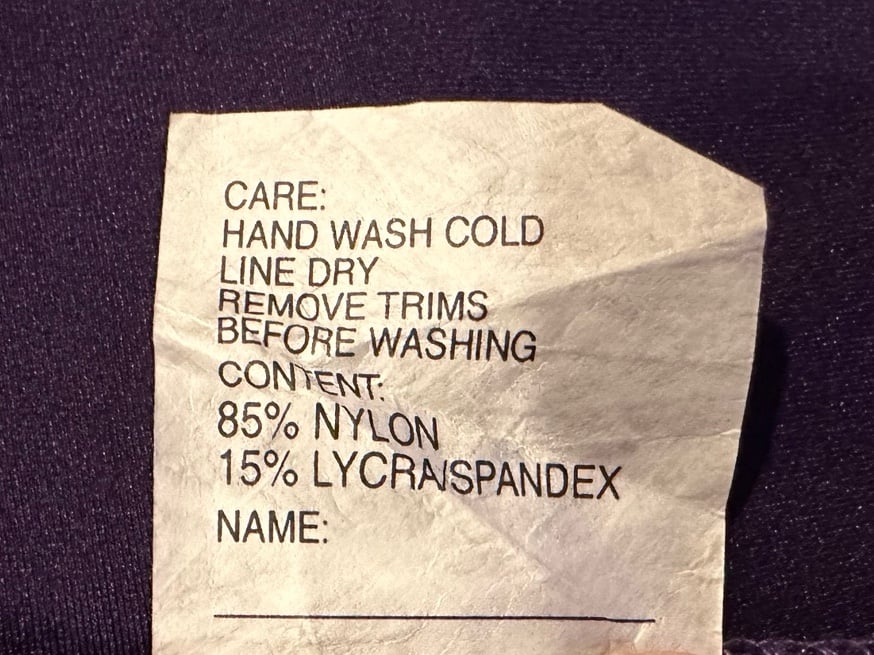 CARE:
HAND WASH COLD
LINE DRY
REMOVE TRIMS
BEFORE WASHING
CONTENT:
85% NYLON
15% LYCRA/SPANDEX
NAME: